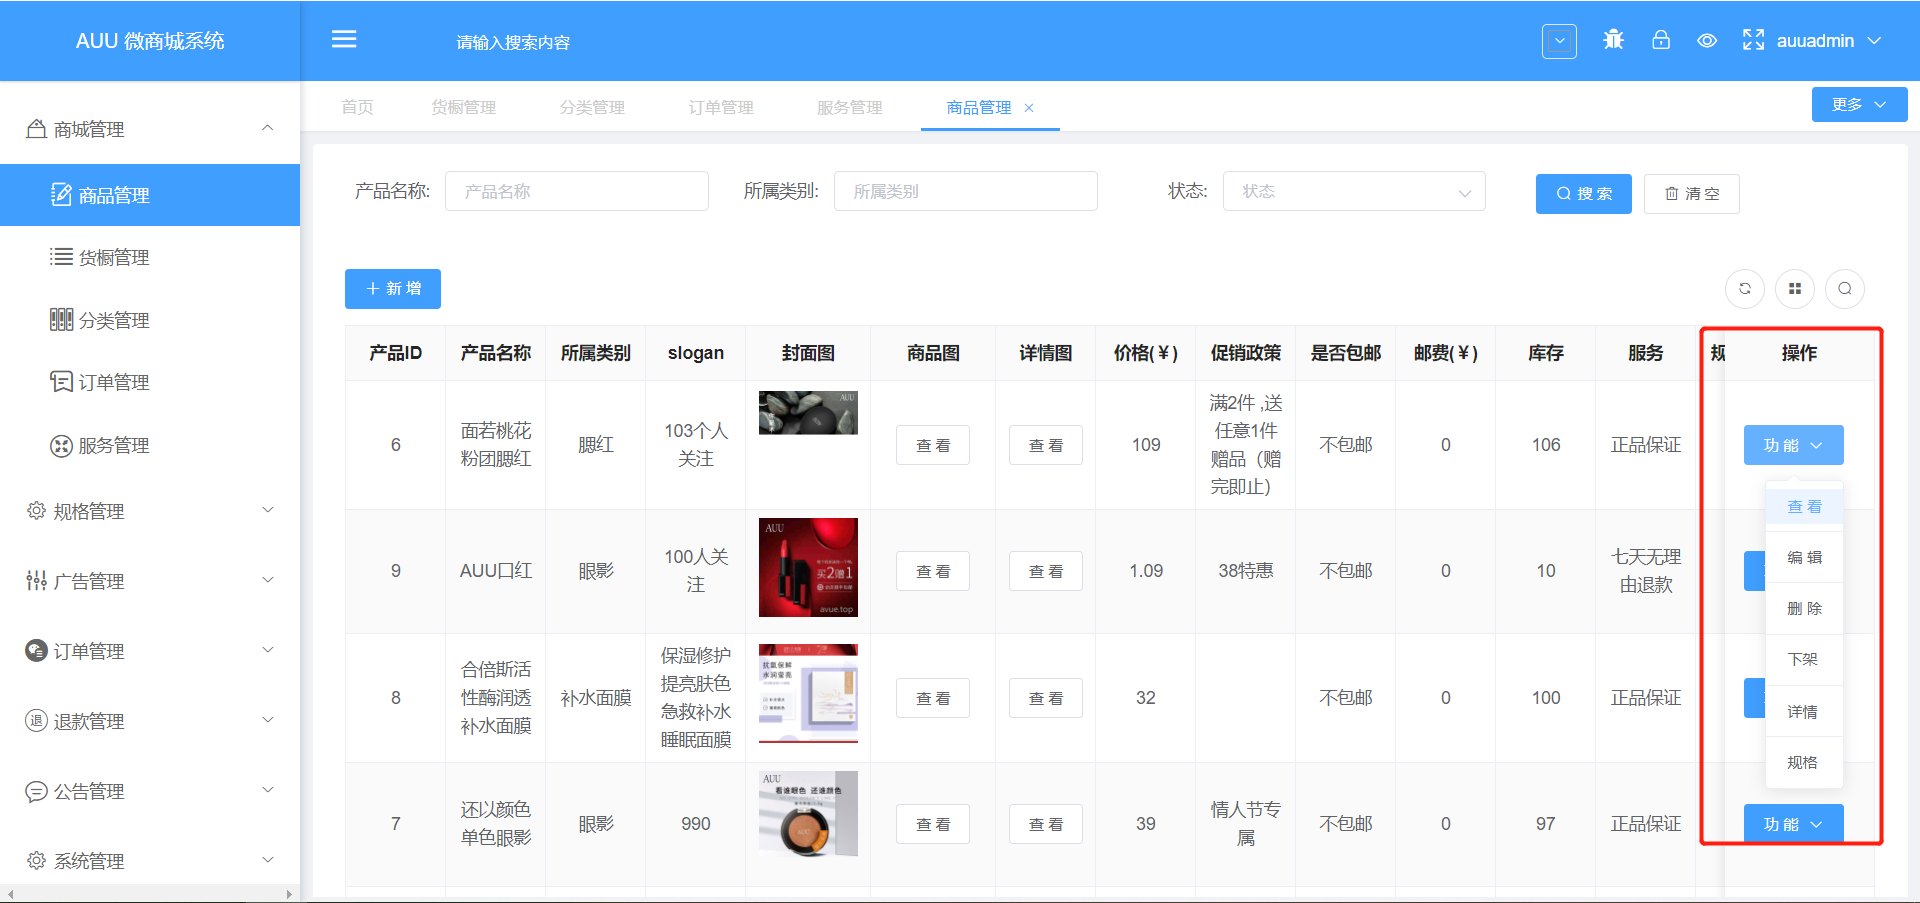 AUU 微商城系统
请输入搜索内容
auuadmin
首页
货橱管理
分类管理
订单管理
服务管理
商品管理
更多
商城管理
商品管理
货橱管理
分类管理
订单管理
服务管理
规格管理
广告管理
订单管理
退 退款管理
公告管理
系统管理
产品名称:
产品名称
所属类别:
所属类别
状态:
状态
搜索
清空
新增
产品ID
产品名称
所属类别
slogan
封面图
商品图
详情图
价格(￥)
促销政策
是否包邮
邮费(￥)
库存
服务
规
操作
6
面若桃花
粉团腮红
腮红
103个人
关注
AUU
查看
查看
109
满2件 ,送
任意1件
赠品（赠
完即止）
不包邮
0
106
正品保证
功能
查看
编辑
删除
下架
详情
规格
9
AUU口红
眼影
100人关
注
AUU
买2赠1
avue.top
查看
查看
1.09
38特惠
不包邮
0
10
七天无理
由退款
8
合倍斯活
性酶润透
补水面膜
补水面膜
保湿修护
提亮肤色
急救补水
睡眠面膜
扰氧保鲜
水润莹亮
查看
查看
32
不包邮
0
100
正品保证
7
还以颜色
单色眼影
眼影
990
AUU
看谁眼色 还谁颜色
查看
查看
39
情人节专
属
不包邮
0
97
正品保证
功能